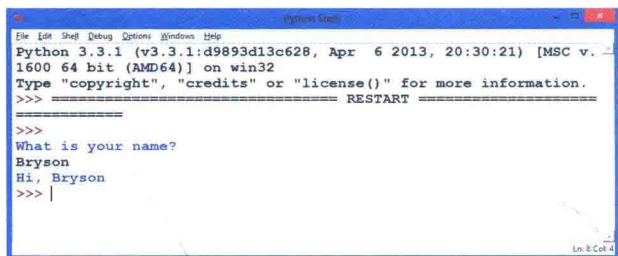 Python Shell
File Edit Shell Debug Options Windows Help
Python 3.3.1 (v3.3.1:d9893d13c628, Apr  6 2013, 20:30:21) [MSC v.
1600 64 bit (AMD64)] on win32
Type "copyright", "credits" or "license()" for more information.
>>> ================================ RESTART ====================
============
>>>
What is your name?
Bryson
Hi, Bryson
>>>
Ln: 8 Col: 4